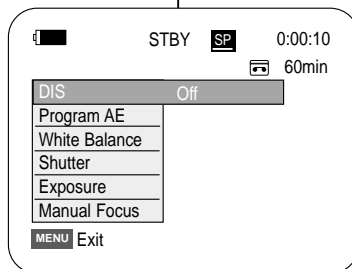 STBY SP 0:00:10
60min
DIS Off
Program AE
White Balance
Shutter
Exposure
Manual Focus
MENU Exit